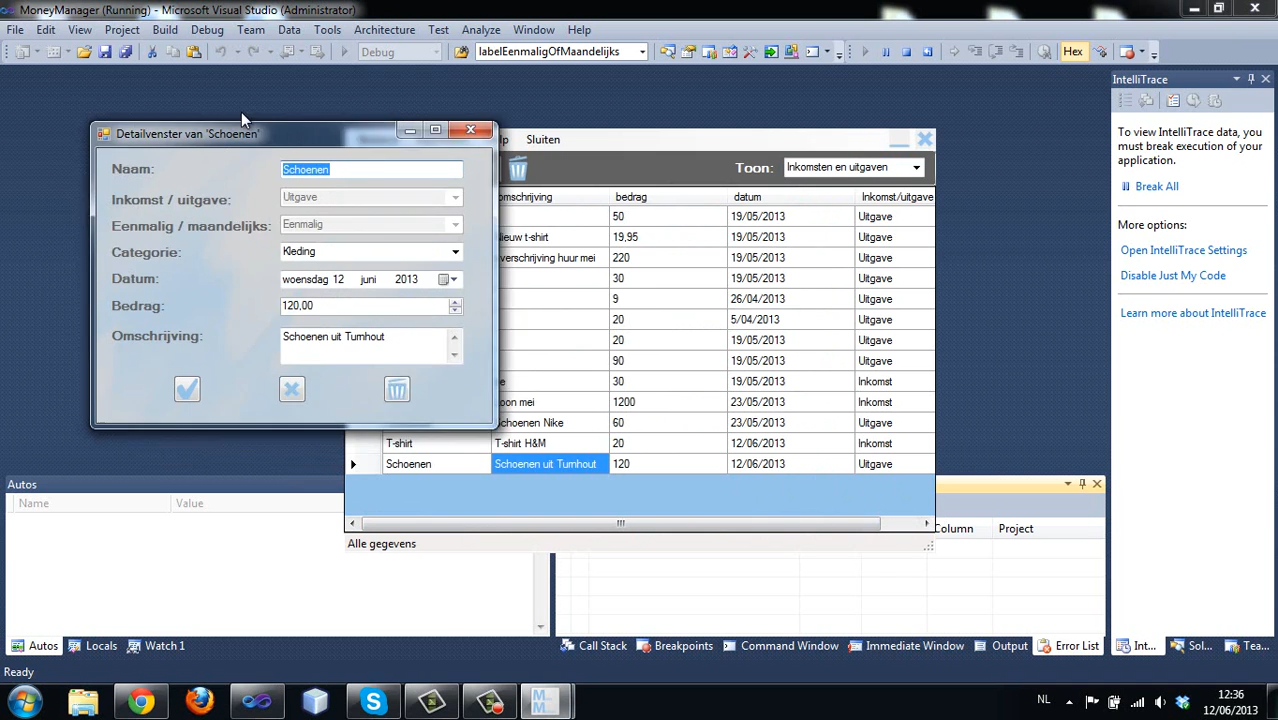 MoneyManager (Running) - Microsoft Visual Studio (Administrator)
File Edit View Project Build Debug Team Data Tools Architecture Test Analyze Window Help
Debug labelEenmaligOfMaandelijks Hex
IntelliTrace
To view IntelliTrace data, you must break execution of your application.
Break All
More options:
Open IntelliTrace Settings
Disable Just My Code
Learn more about IntelliTrace
Detailvenster van 'Schoenen'
Naam: Schoenen
Inkomst / uitgave: Uitgave
Eenmalig / maandelijks: Eenmalig
Categorie: Kleding
Datum: woensdag 12 juni 2013
Bedrag: 120,00
Omschrijving: Schoenen uit Turnhout
Sluiten
Toon: Inkomsten en uitgaven
omschrijving bedrag datum Inkomst/uitgave
50 19/05/2013 Uitgave
Nieuw t-shirt 19,95 19/05/2013 Uitgave
overschrijving huur mei 220 19/05/2013 Uitgave
30 19/05/2013 Uitgave
9 26/04/2013 Uitgave
20 5/04/2013 Uitgave
20 19/05/2013 Uitgave
90 19/05/2013 Uitgave
30 19/05/2013 Inkomst
mei 1200 23/05/2013 Inkomst
Schoenen Nike 60 23/05/2013 Uitgave
T-shirt T-shirt H&M 20 12/06/2013 Inkomst
Schoenen Schoenen uit Turnhout 120 12/06/2013 Uitgave
Alle gegevens
Autos
Name Value
Column Project
Autos Locals Watch 1
Call Stack Breakpoints Command Window Immediate Window Output Error List
Int... Sol... Tea...
Ready
NL
12:36
12/06/2013